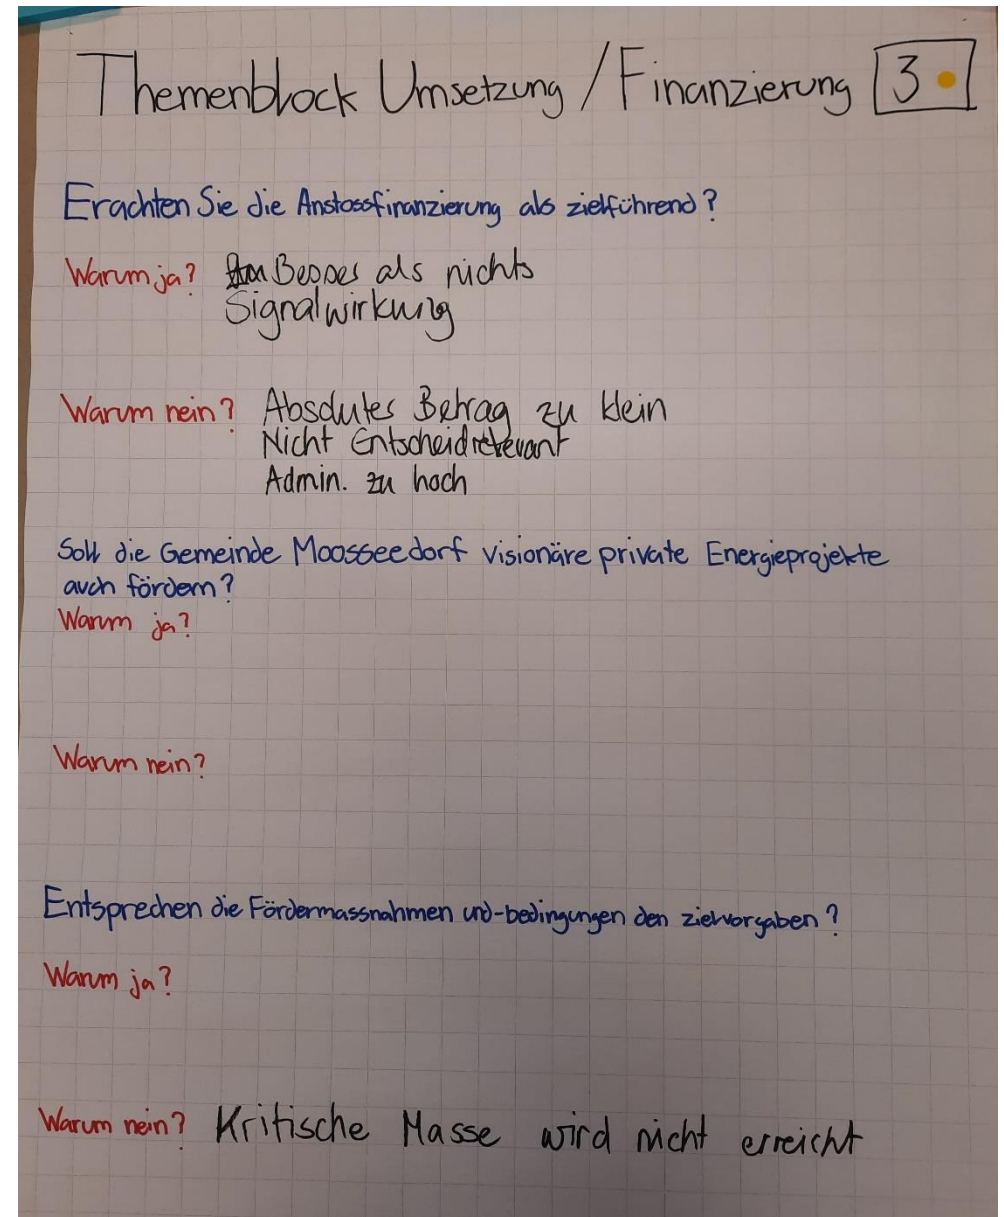 Themenblock Umsetzung / Finanzierung 3
Erachten Sie die Anstossfinanzierung als zielführend?
Warum ja? Besser als nichts
Signalwirkung
Warum nein? Absolutes Betrag zu klein
Nicht Entscheidrelevant
Admin. zu hoch
Soll die Gemeinde Moosseedorf visionäre private Energieprojekte
auch fördern?
Warum ja?
Warum nein?
Entsprechen die Fördermassnahmen und -bedingungen den zielvorgaben?
Warum ja?
Warum nein? Kritische Masse wird nicht erreicht